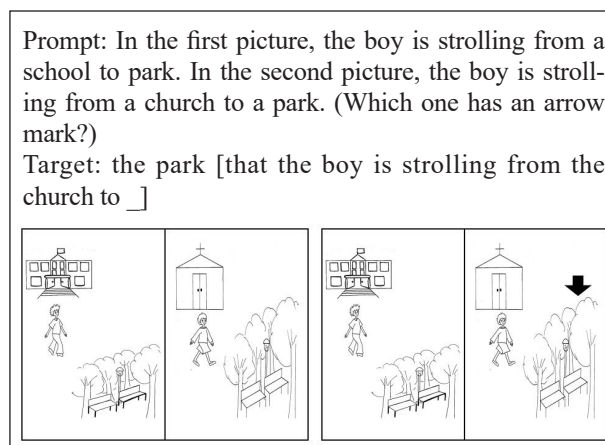 Prompt: In the first picture, the boy is strolling from a
school to park. In the second picture, the boy is stroll-
ing from a church to a park. (Which one has an arrow
mark?)
Target: the park [that the boy is strolling from the
church to _]